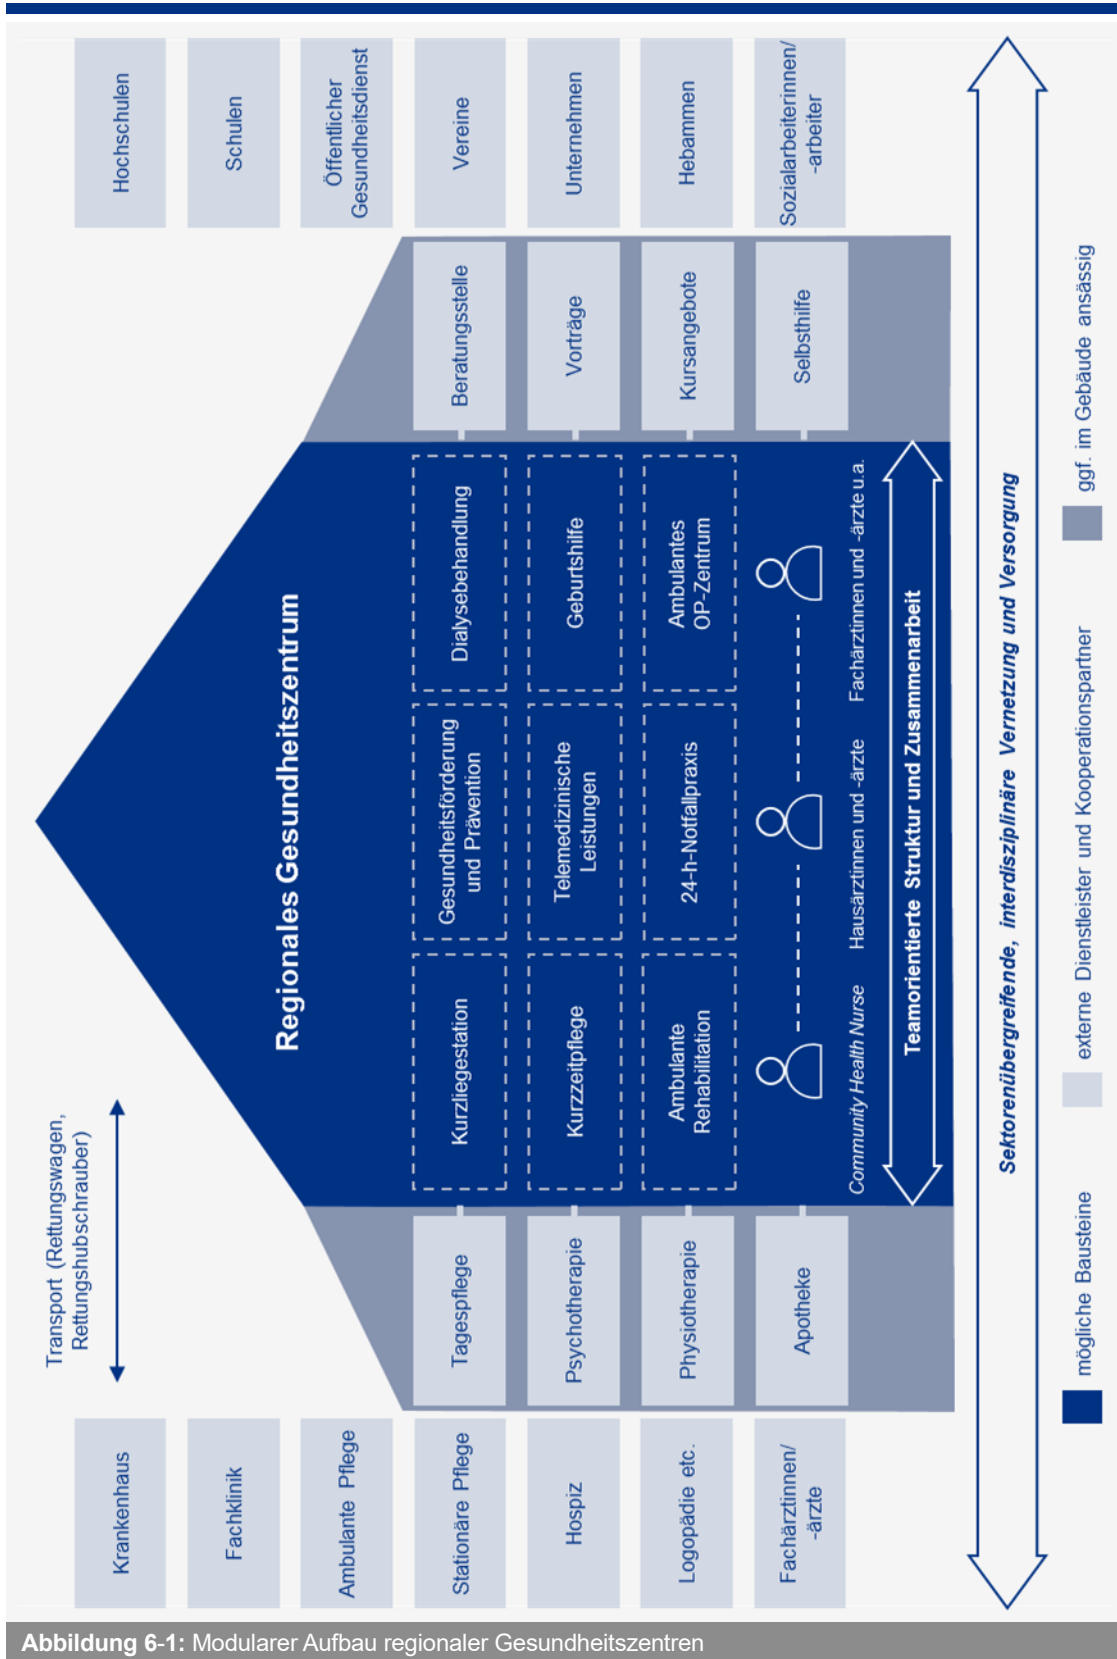 Transport (Rettungswagen,
Rettungshubschrauber)
Krankenhaus
Fachklinik
Ambulante Pflege
Stationäre Pflege
Hospiz
Logopädie etc.
Fachärztinnen/
-ärzte
Tagespflege
Psychotherapie
Physiotherapie
Apotheke
Regionales Gesundheitszentrum
Kurzliegestation
Gesundheitsförderung
und Prävention
Dialysebehandlung
Kurzzeitpflege
Telemedizinische
Leistungen
Geburtshilfe
Ambulante
Rehabilitation
24-h-Notfallpraxis
Ambulantes
OP-Zentrum
Community Health Nurse
Hausärztinnen und -ärzte
Fachärztinnen und -ärzte u.a.
Teamorientierte Struktur und Zusammenarbeit
Beratungsstelle
Vorträge
Kursangebote
Selbsthilfe
Hochschulen
Schulen
Öffentlicher
Gesundheitsdienst
Vereine
Unternehmen
Hebammen
Sozialarbeiterinnen/
-arbeiter
Sektorenübergreifende, interdisziplinäre Vernetzung und Versorgung
mögliche Bausteine
externe Dienstleister und Kooperationspartner
ggf. im Gebäude ansässig
Abbildung 6-1: Modularer Aufbau regionaler Gesundheitszentren